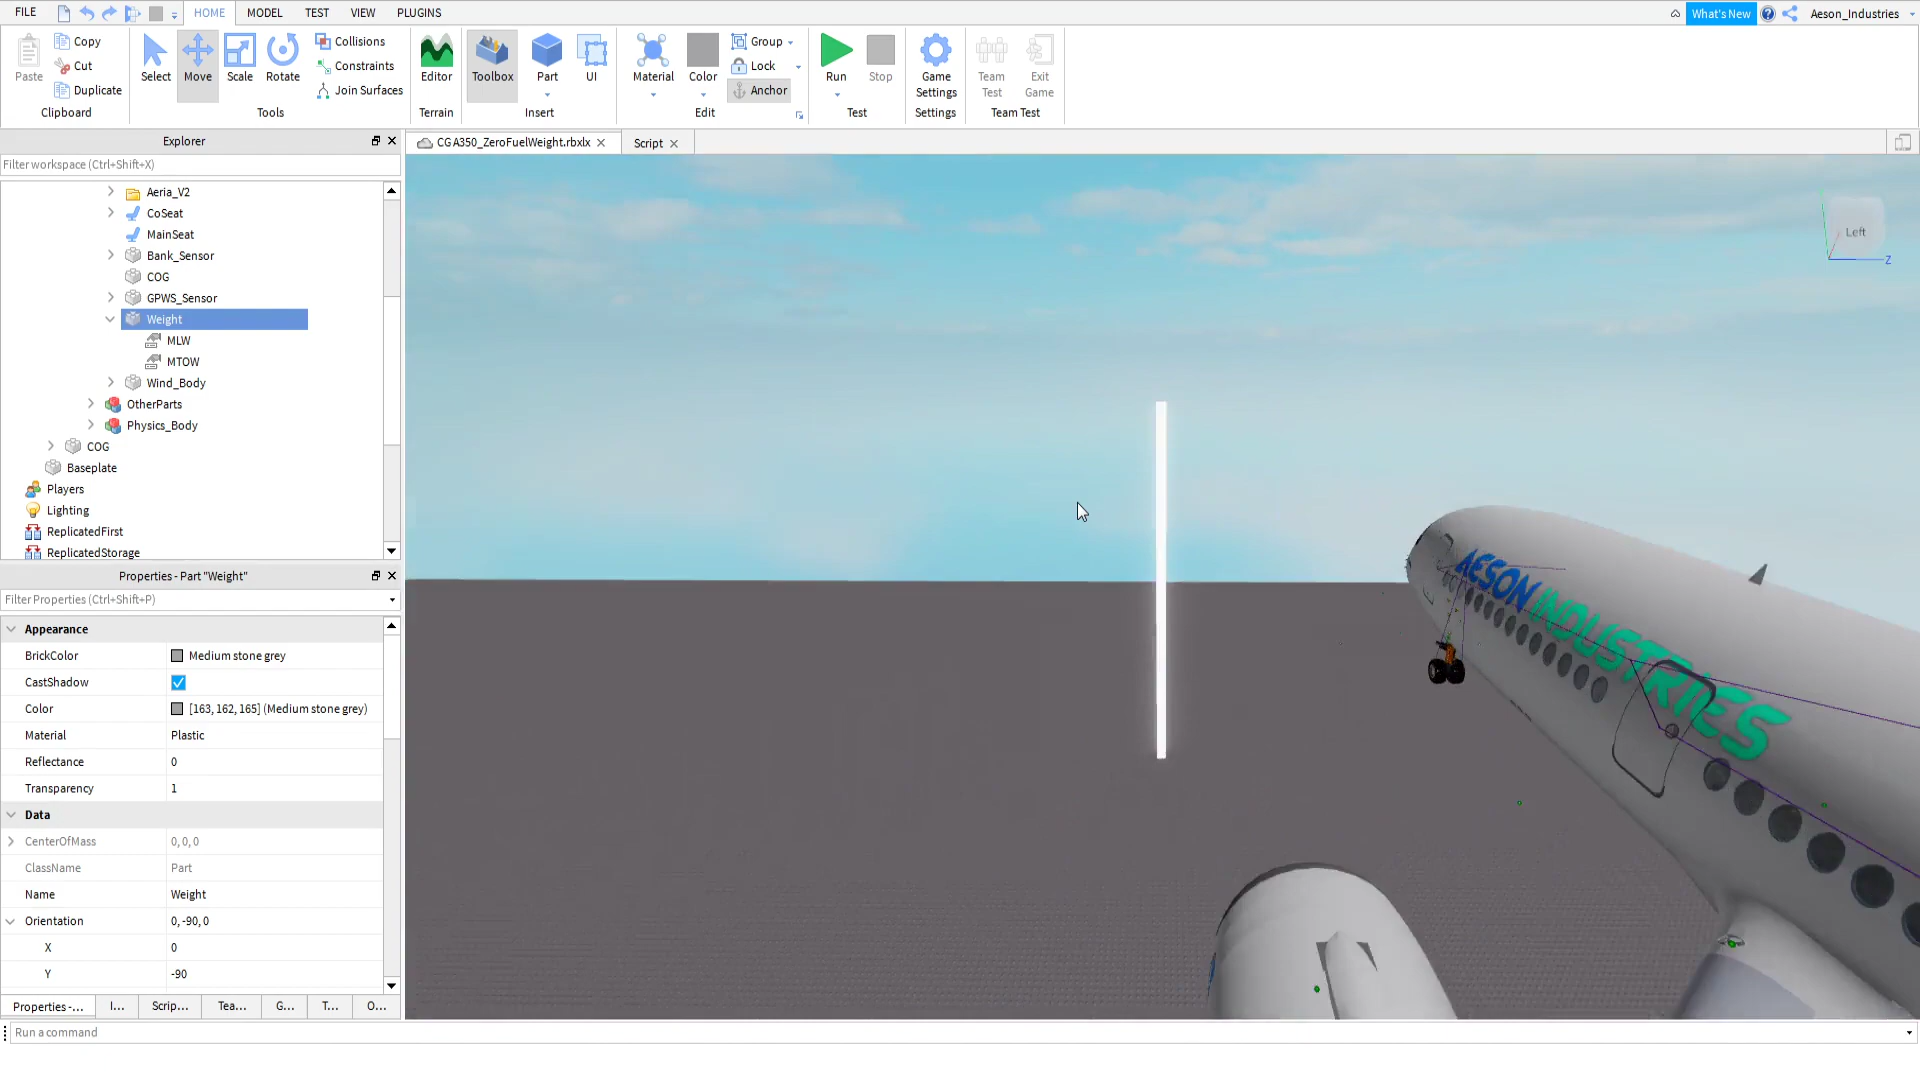 FILE HOME MODEL TEST VIEW PLUGINS What's New Aeson_Industries
Paste Copy Cut Duplicate Select Move Scale Rotate Collisions Constraints Join Surfaces Editor Toolbox Part UI Material Color Group Lock Anchor Run Stop Game Settings Team Test Exit Game
Clipboard Tools Terrain Insert Edit Test Settings Team Test
Explorer
CG A350_ZeroFuelWeight.rbxlx Script
Filter workspace (Ctrl+Shift+X)
Aeria_V2
CoSeat
MainSeat
Bank_Sensor
COG
GPWS_Sensor
Weight
MLW
MTOW
Wind_Body
OtherParts
Physics_Body
COG
Baseplate
Players
Lighting
ReplicatedFirst
ReplicatedStorage
Left
Z
AESON INDUSTRIES
Properties - Part "Weight"
Filter Properties (Ctrl+Shift+P)
Appearance
BrickColor Medium stone grey
CastShadow
Color [163, 162, 165] (Medium stone grey)
Material Plastic
Reflectance 0
Transparency 1
Data
CenterOfMass 0, 0, 0
ClassName Part
Name Weight
Orientation 0, -90, 0
X 0
Y -90
Properties -... I... Scrip... Tea... G... T... O...
Run a command